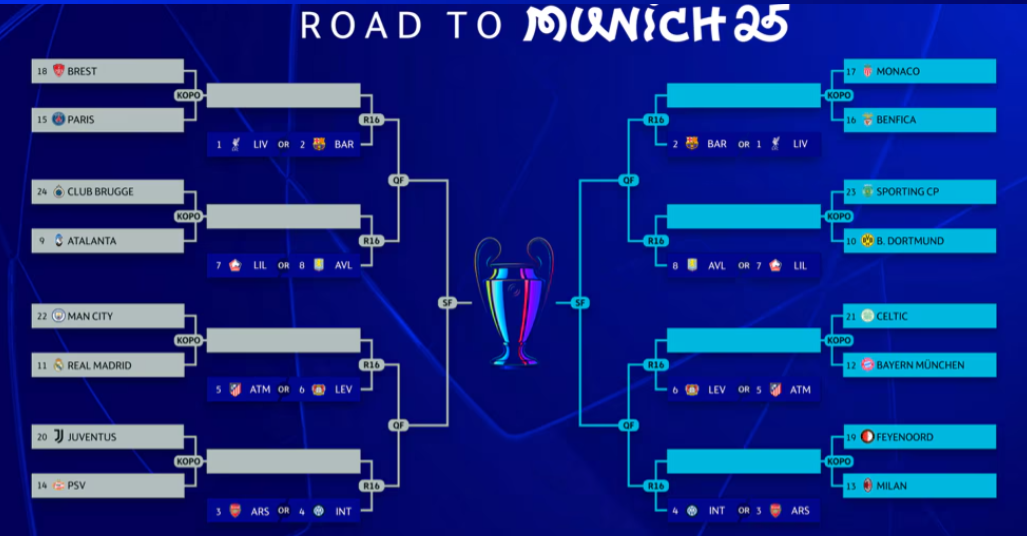 ROAD TO MUNICH 25
18 BREST
KOPO
15 PARIS
R16
1 LIV OR 2 BAR
QF
24 CLUB BRUGGE
KOPO
9 ATALANTA
R16
7 LIL OR 8 AVL
SF
22 MAN CITY
KOPO
11 REAL MADRID
R16
5 ATM OR 6 LEV
QF
20 JUVENTUS
KOPO
14 PSV
R16
3 ARS OR 4 INT
17 MONACO
KOPO
16 BENFICA
R16
2 BAR OR 1 LIV
QF
23 SPORTING CP
KOPO
10 B. DORTMUND
R16
8 AVL OR 7 LIL
SF
21 CELTIC
KOPO
12 BAYERN MÜNCHEN
R16
6 LEV OR 5 ATM
QF
19 FEYENOORD
KOPO
13 MILAN
R16
4 INT OR 3 ARS